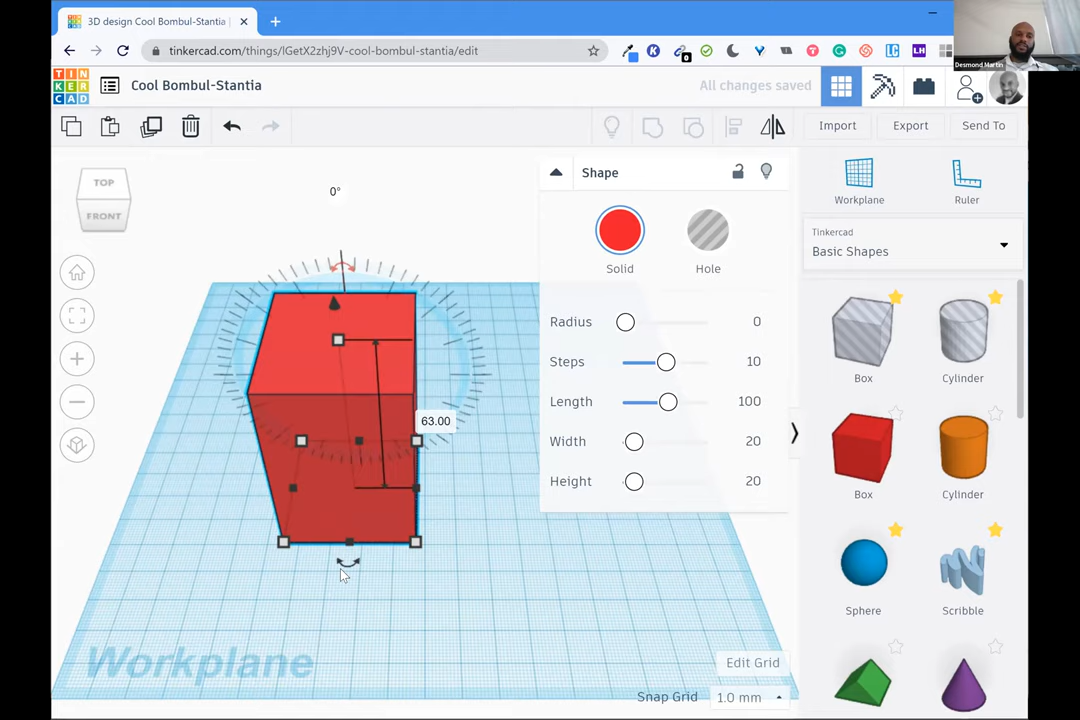 3D design Cool Bombul-Stantia |
tinkercad.com/things/lGetX2zhj9V-cool-bombul-stantia/edit
Desmond Martin
TIN
KER
CAD
Cool Bombul-Stantia
All changes saved
Import
Export
Send To
TOP
FRONT
0°
63.00
Shape
Solid
Hole
Radius 0
Steps 10
Length 100
Width 20
Height 20
Workplane
Ruler
Tinkercad
Basic Shapes
Box
Cylinder
Box
Cylinder
Sphere
Scribble
Workplane
Edit Grid
Snap Grid 1.0 mm